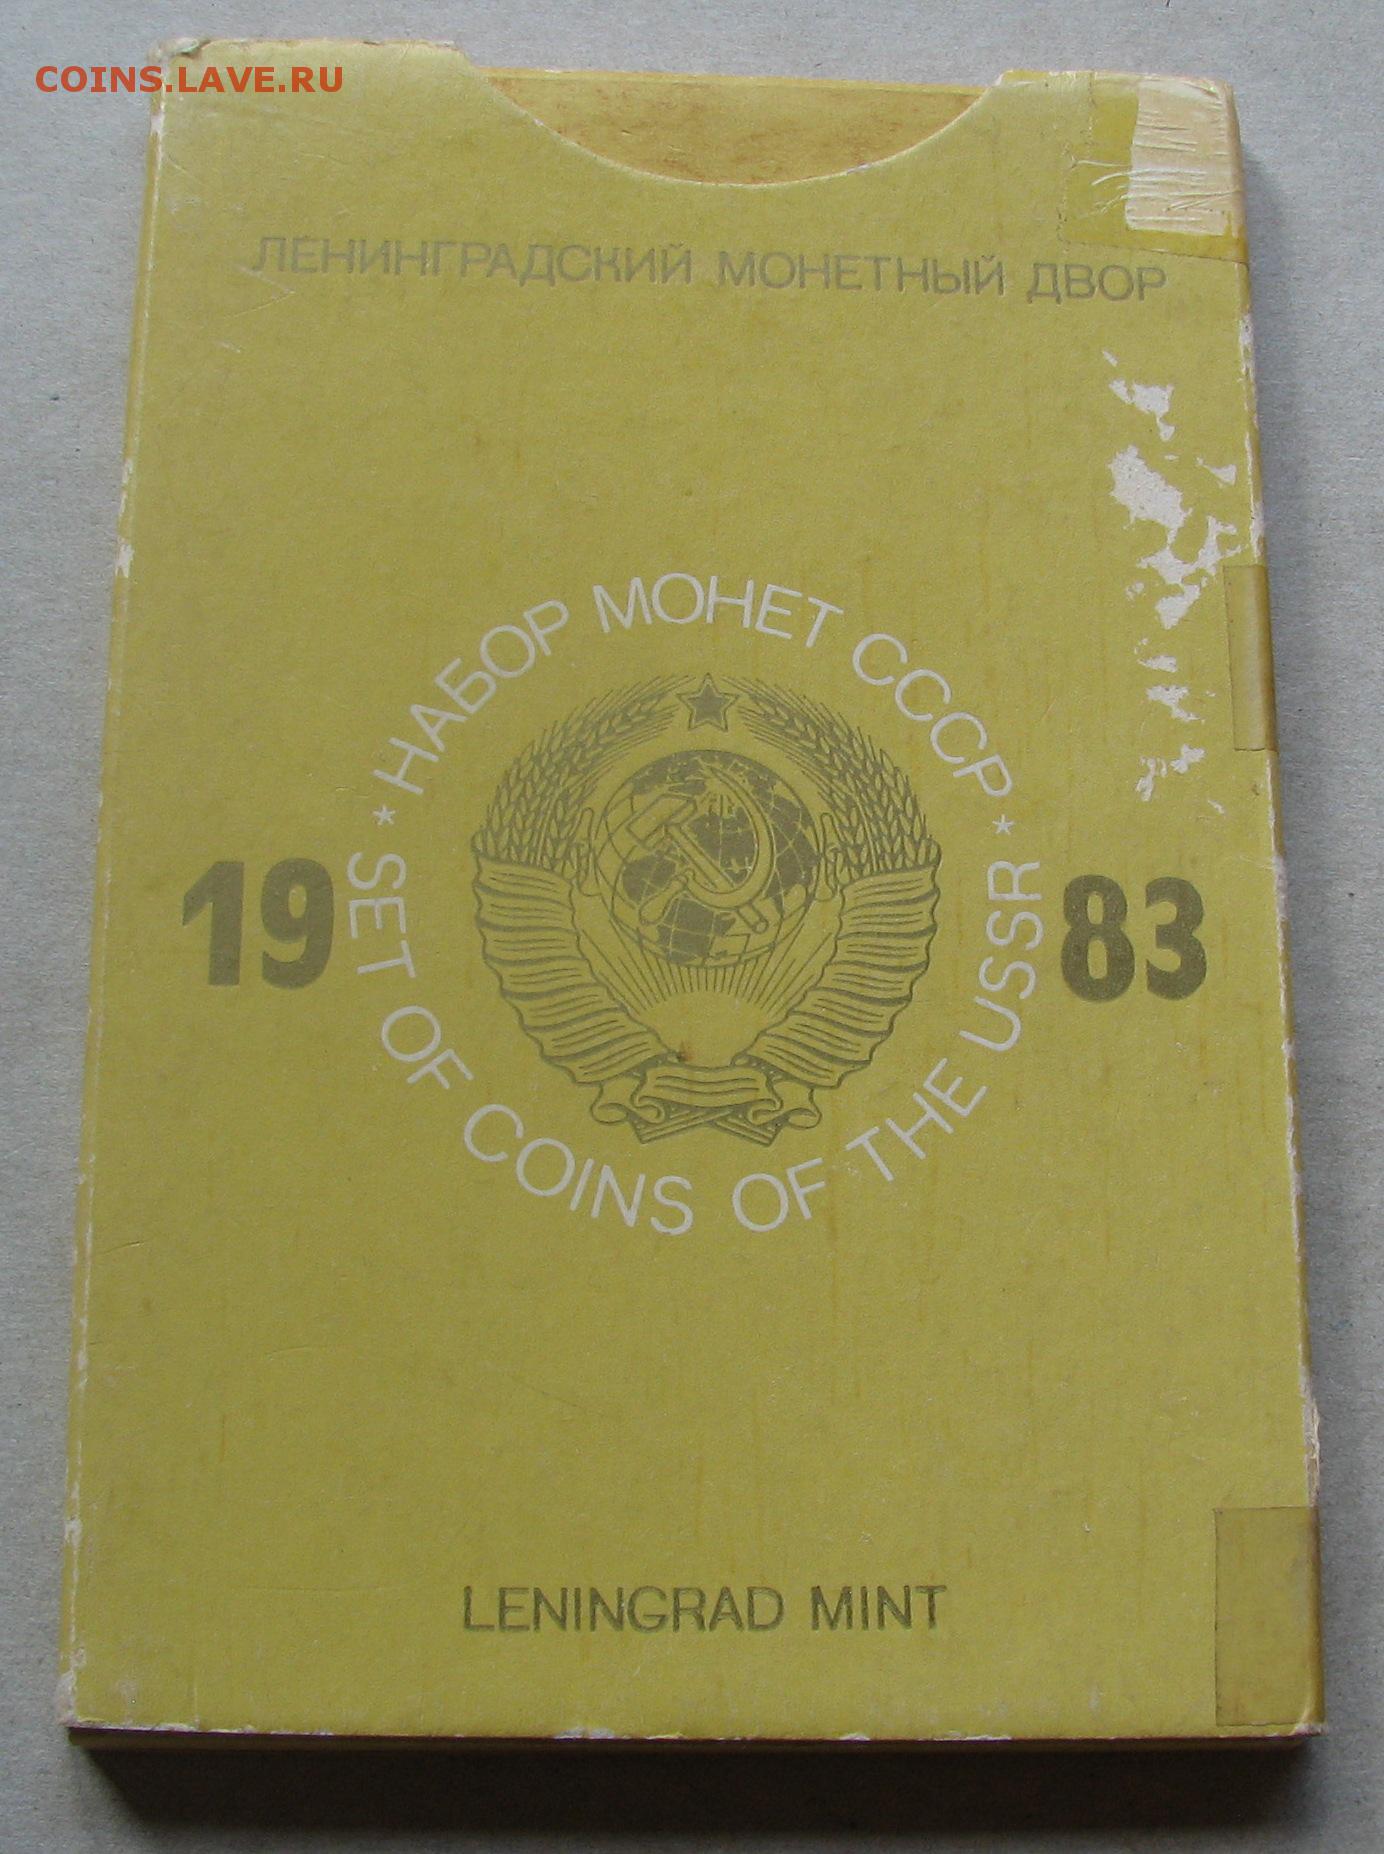 COINS.LAVE.RU
ЛЕНИНГРАДСКИЙ МОНЕТНЫЙ ДВОР
* НАБОР МОНЕТ СССР *
19 83
SET OF COINS OF THE USSR
LENINGRAD MINT